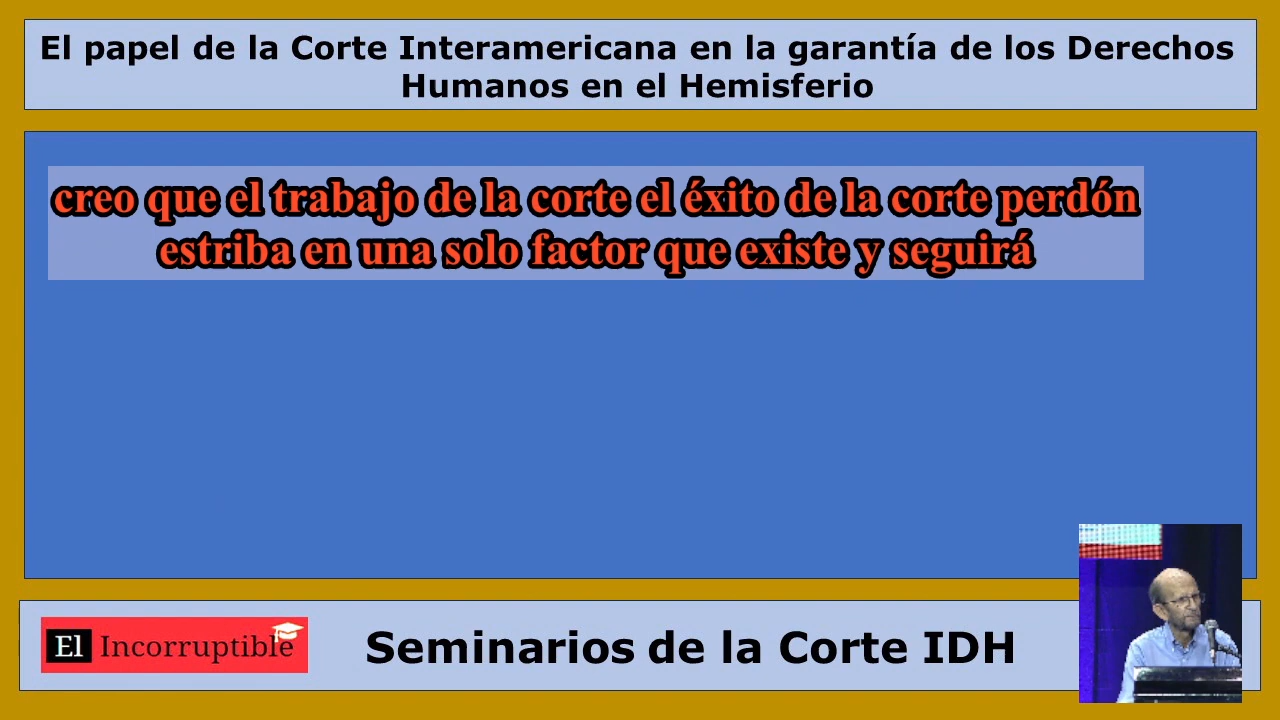 El papel de la Corte Interamericana en la garantía de los Derechos
Humanos en el Hemisferio
creo que el trabajo de la corte el éxito de la corte perdón
estriba en una solo factor que existe y seguirá
El Incorruptible
Seminarios de la Corte IDH